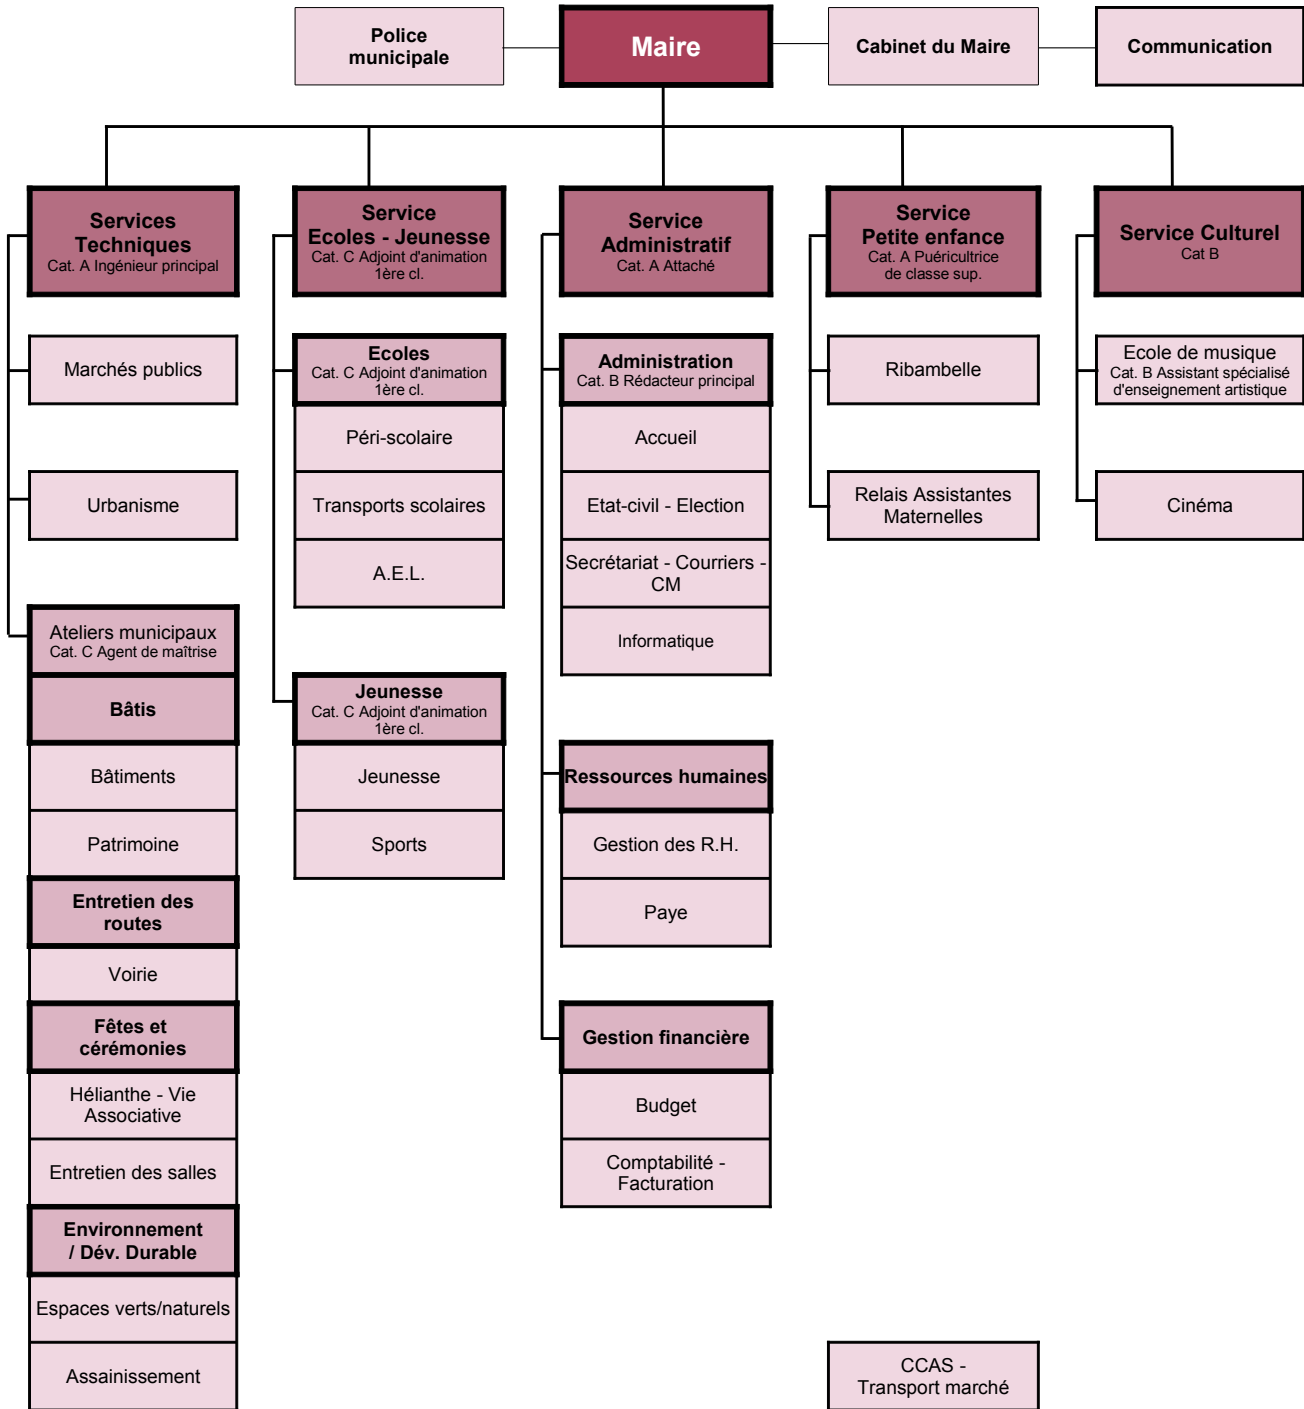 Police
municipale
Maire
Cabinet du Maire
Communication
Services
Techniques
Cat. A Ingénieur principal
Service
Ecoles - Jeunesse
Cat. C Adjoint d'animation
1ère cl.
Service
Administratif
Cat. A Attaché
Service
Petite enfance
Cat. A Puéricultrice
de classe sup.
Service Culturel
Cat B
Marchés publics
Urbanisme
Ateliers municipaux
Cat. C Agent de maîtrise
Bâtis
Bâtiments
Patrimoine
Entretien des
routes
Voirie
Fêtes et
cérémonies
Hélianthe - Vie
Associative
Entretien des salles
Environnement
/ Dév. Durable
Espaces verts/naturels
Assainissement
Ecoles
Cat. C Adjoint d'animation
1ère cl.
Péri-scolaire
Transports scolaires
A.E.L.
Jeunesse
Cat. C Adjoint d'animation
1ère cl.
Jeunesse
Sports
Administration
Cat. B Rédacteur principal
Accueil
Etat-civil - Election
Secrétariat - Courriers -
CM
Informatique
Ressources humaines
Gestion des R.H.
Paye
Gestion financière
Budget
Comptabilité -
Facturation
Ribambelle
Relais Assistantes
Maternelles
CCAS -
Transport marché
Ecole de musique
Cat. B Assistant spécialisé
d'enseignement artistique
Cinéma